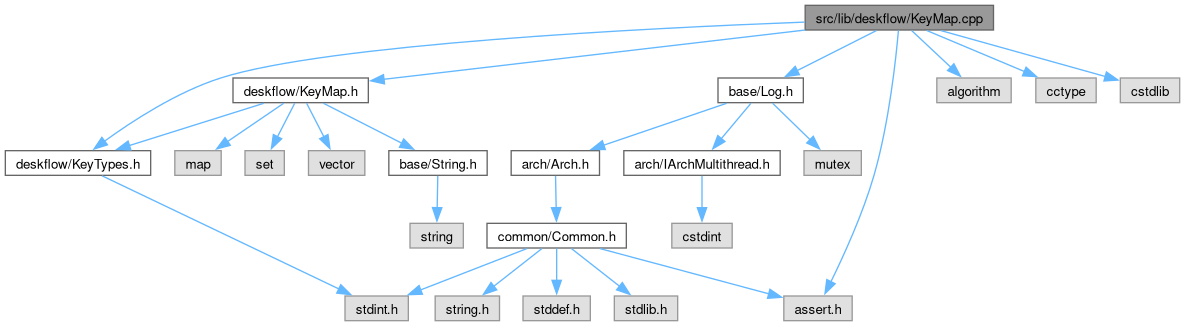 src/lib/deskflow/KeyMap.cpp
deskflow/KeyMap.h
base/Log.h
algorithm
cctype
cstdlib
deskflow/KeyTypes.h
map
set
vector
base/String.h
arch/Arch.h
arch/IArchMultithread.h
mutex
string
common/Common.h
cstdint
stdint.h
string.h
stddef.h
stdlib.h
assert.h